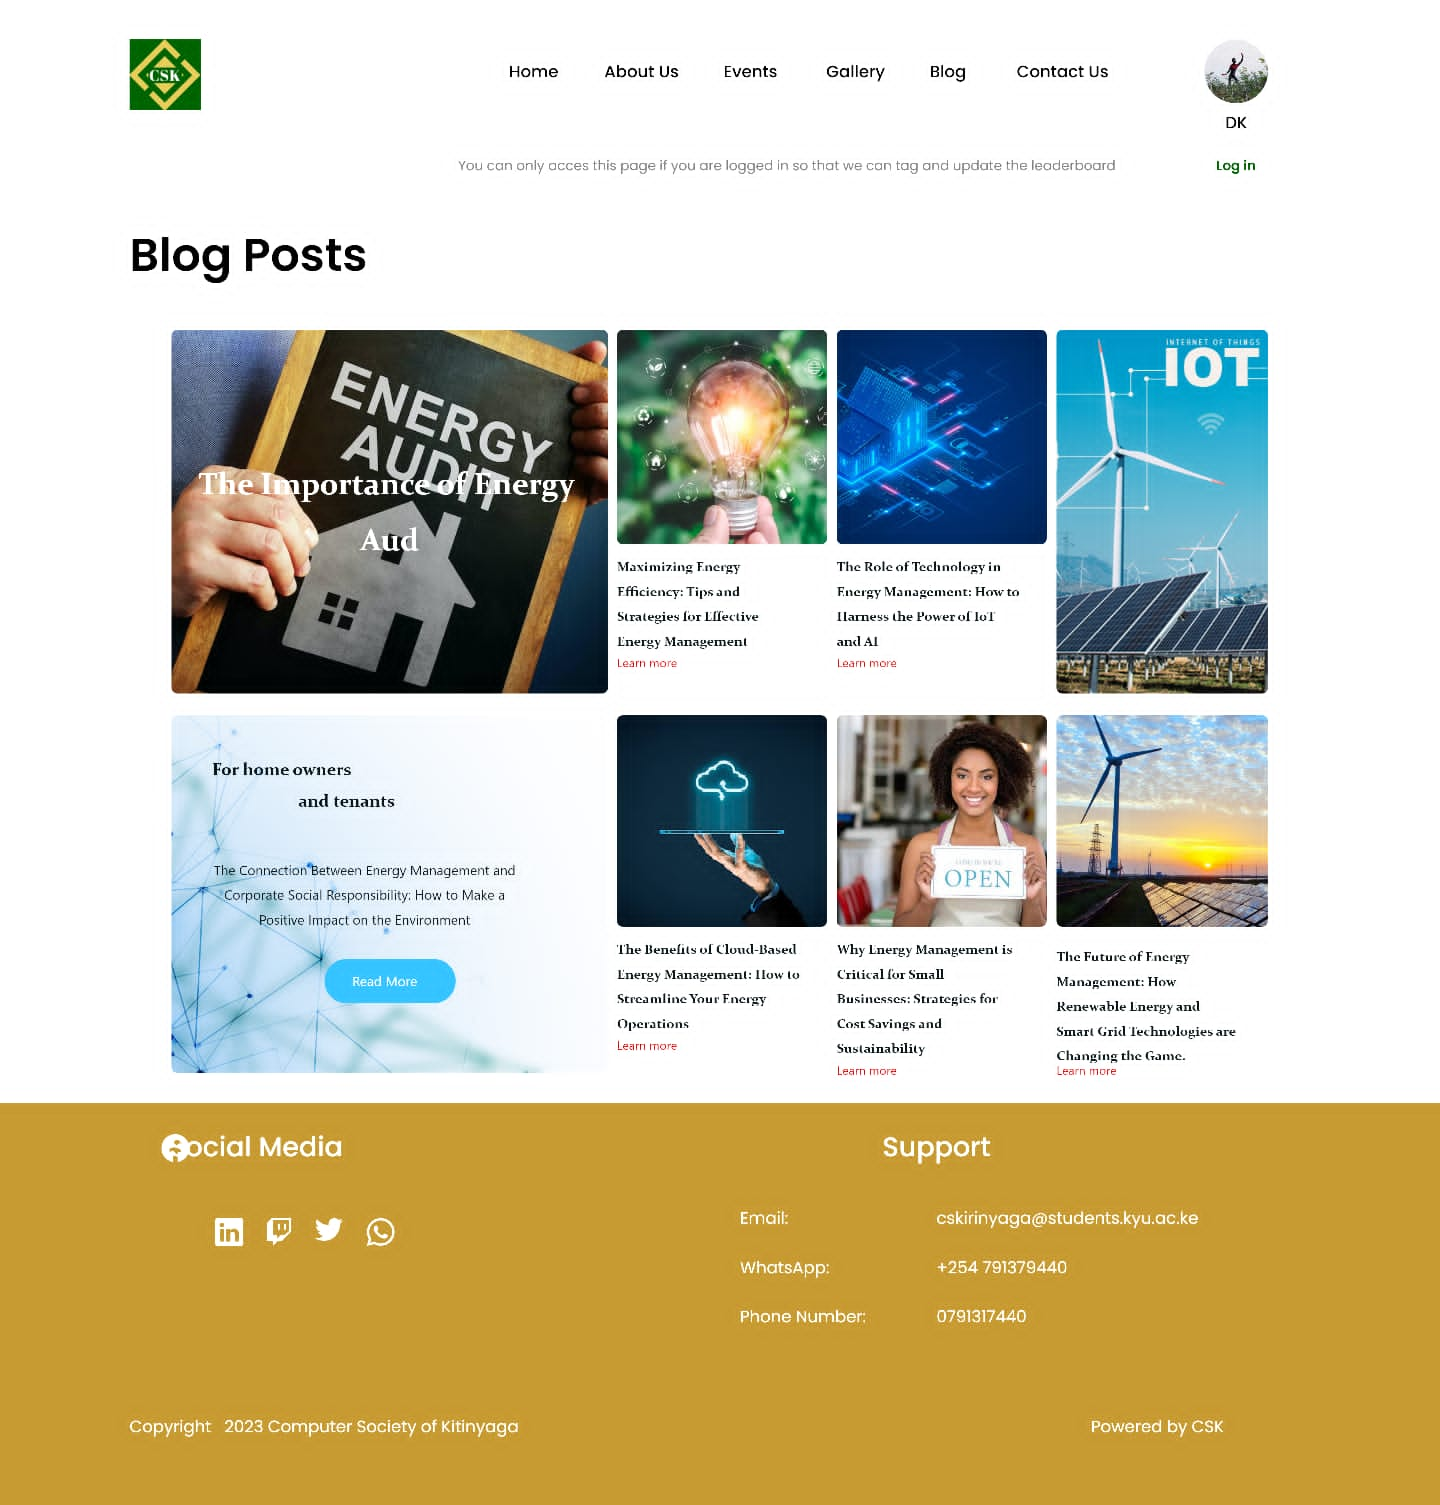 CSK
Home
About Us
Events
Gallery
Blog
Contact Us
DK
You can only acces this page if you are logged in so that we can tag and update the leaderboard
Log in
Blog Posts
ENERGY
AUDIT
The Importance of Energy
Aud
INTERNET OF THINGS
IOT
Maximizing Energy
Efficiency: Tips and
Strategies for Effective
Energy Management
Learn more
The Role of Technology in
Energy Management: How to
Harness the Power of IoT
and AI
Learn more
For home owners
and tenants
The Connection Between Energy Management and
Corporate Social Responsibility: How to Make a
Positive Impact on the Environment
Read More
OPEN
The Benefits of Cloud-Based
Energy Management: How to
Streamline Your Energy
Operations
Learn more
Why Energy Management is
Critical for Small
Businesses: Strategies for
Cost Savings and
Sustainability
Learn more
The Future of Energy
Management: How
Renewable Energy and
Smart Grid Technologies are
Changing the Game.
Learn more
Social Media
in
Support
Email:
cskirinyaga@students.kyu.ac.ke
WhatsApp:
+254 791379440
Phone Number:
0791317440
Copyright 2023 Computer Society of Kitinyaga
Powered by CSK